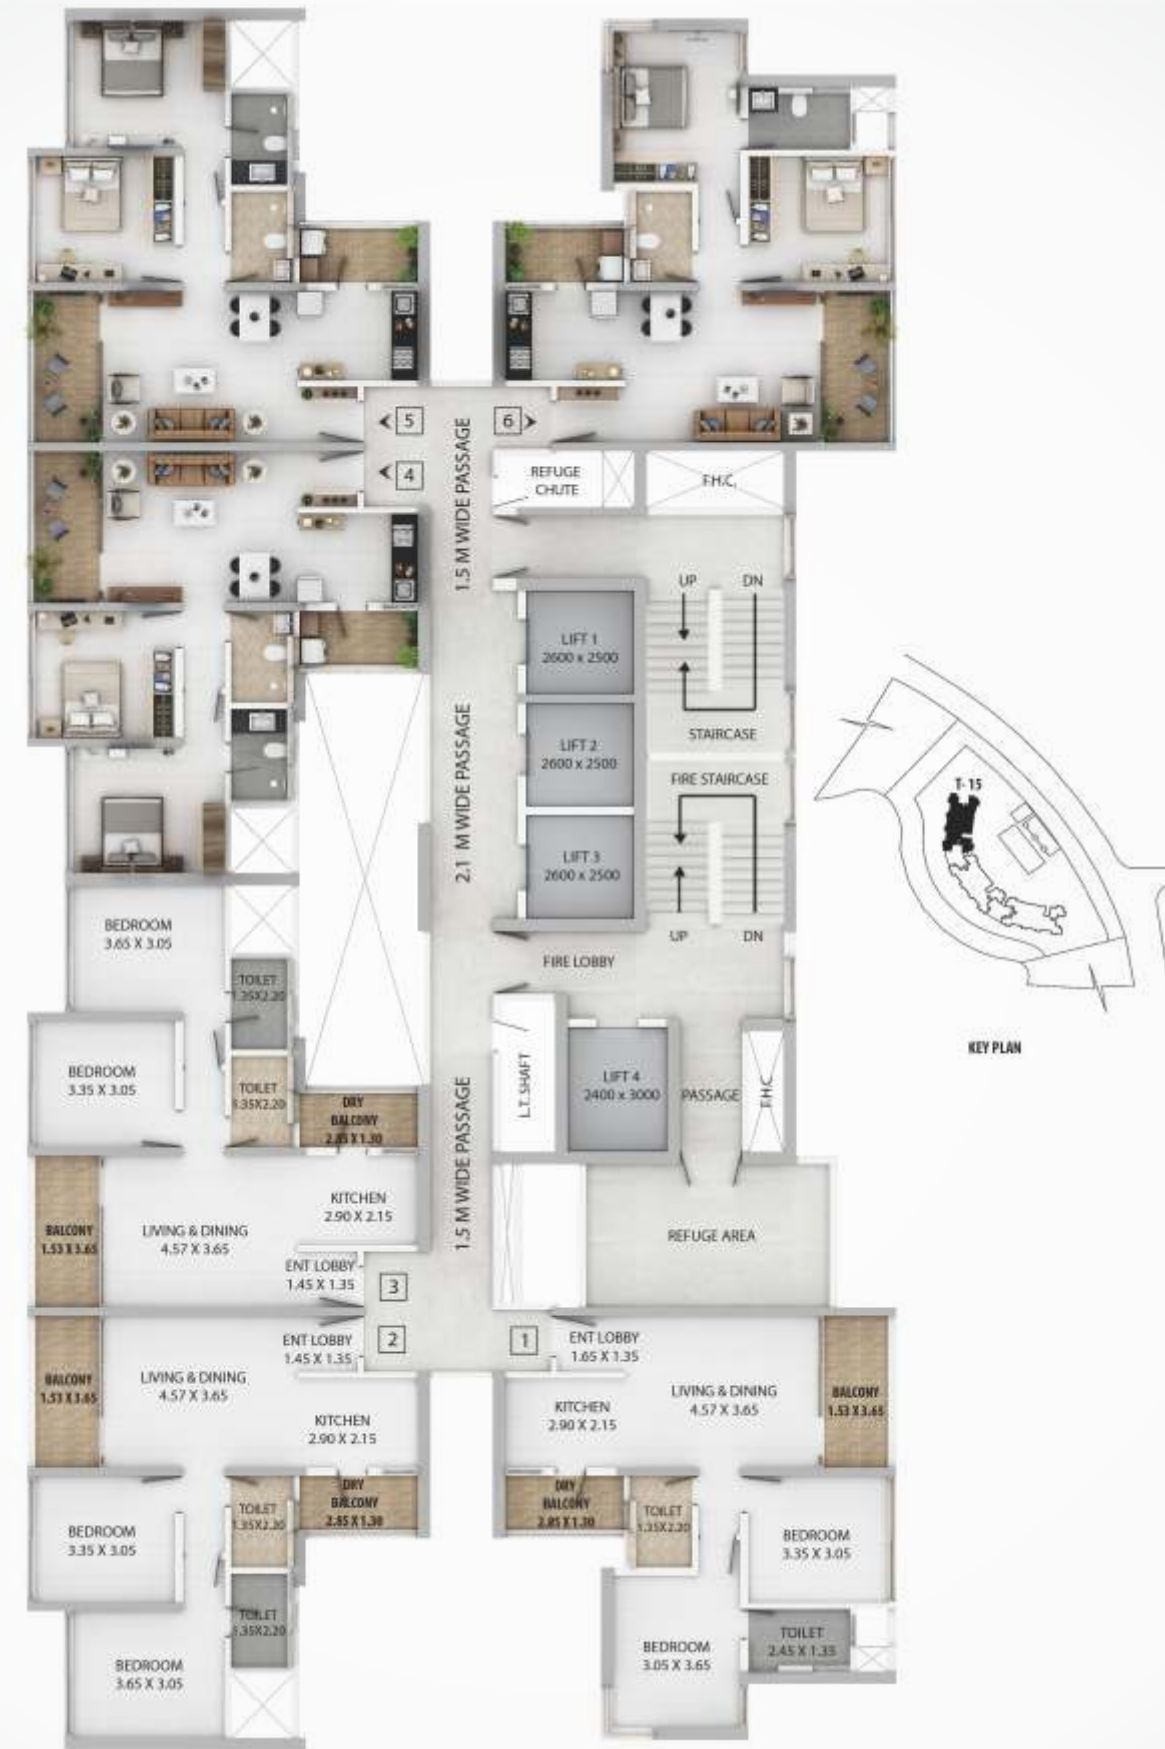 5
6
4
1.5 M WIDE PASSAGE
REFUGE
CHUTE
F.H.C.
UP
DN
LIFT 1
2600 x 2500
STAIRCASE
2.1 M WIDE PASSAGE
LIFT 2
2600 x 2500
FIRE STAIRCASE
LIFT 3
2600 x 2500
UP
DN
FIRE LOBBY
T-15
KEY PLAN
BEDROOM
3.65 X 3.05
TOILET
1.35X2.20
BEDROOM
3.35 X 3.05
TOILET
1.35X2.20
DRY
BALCONY
2.85 X 1.30
1.5 M WIDE PASSAGE
L.T. SHAFT
LIFT 4
2400 x 3000
PASSAGE
F.H.C
KITCHEN
2.90 X 2.15
BALCONY
1.53 X 3.65
LIVING & DINING
4.57 X 3.65
REFUGE AREA
ENT LOBBY
1.45 X 1.35
3
ENT LOBBY
1.45 X 1.35
2
1
ENT LOBBY
1.65 X 1.35
BALCONY
1.53 X 3.65
LIVING & DINING
4.57 X 3.65
KITCHEN
2.90 X 2.15
KITCHEN
2.90 X 2.15
LIVING & DINING
4.57 X 3.65
BALCONY
1.53 X 3.65
DRY
BALCONY
2.85 X 1.30
DRY
BALCONY
2.85 X 1.30
TOILET
1.35X2.20
BEDROOM
3.35 X 3.05
TOILET
1.35X2.20
BEDROOM
3.35 X 3.05
TOILET
1.35X2.20
BEDROOM
3.65 X 3.05
BEDROOM
3.05 X 3.65
TOILET
2.45 X 1.35